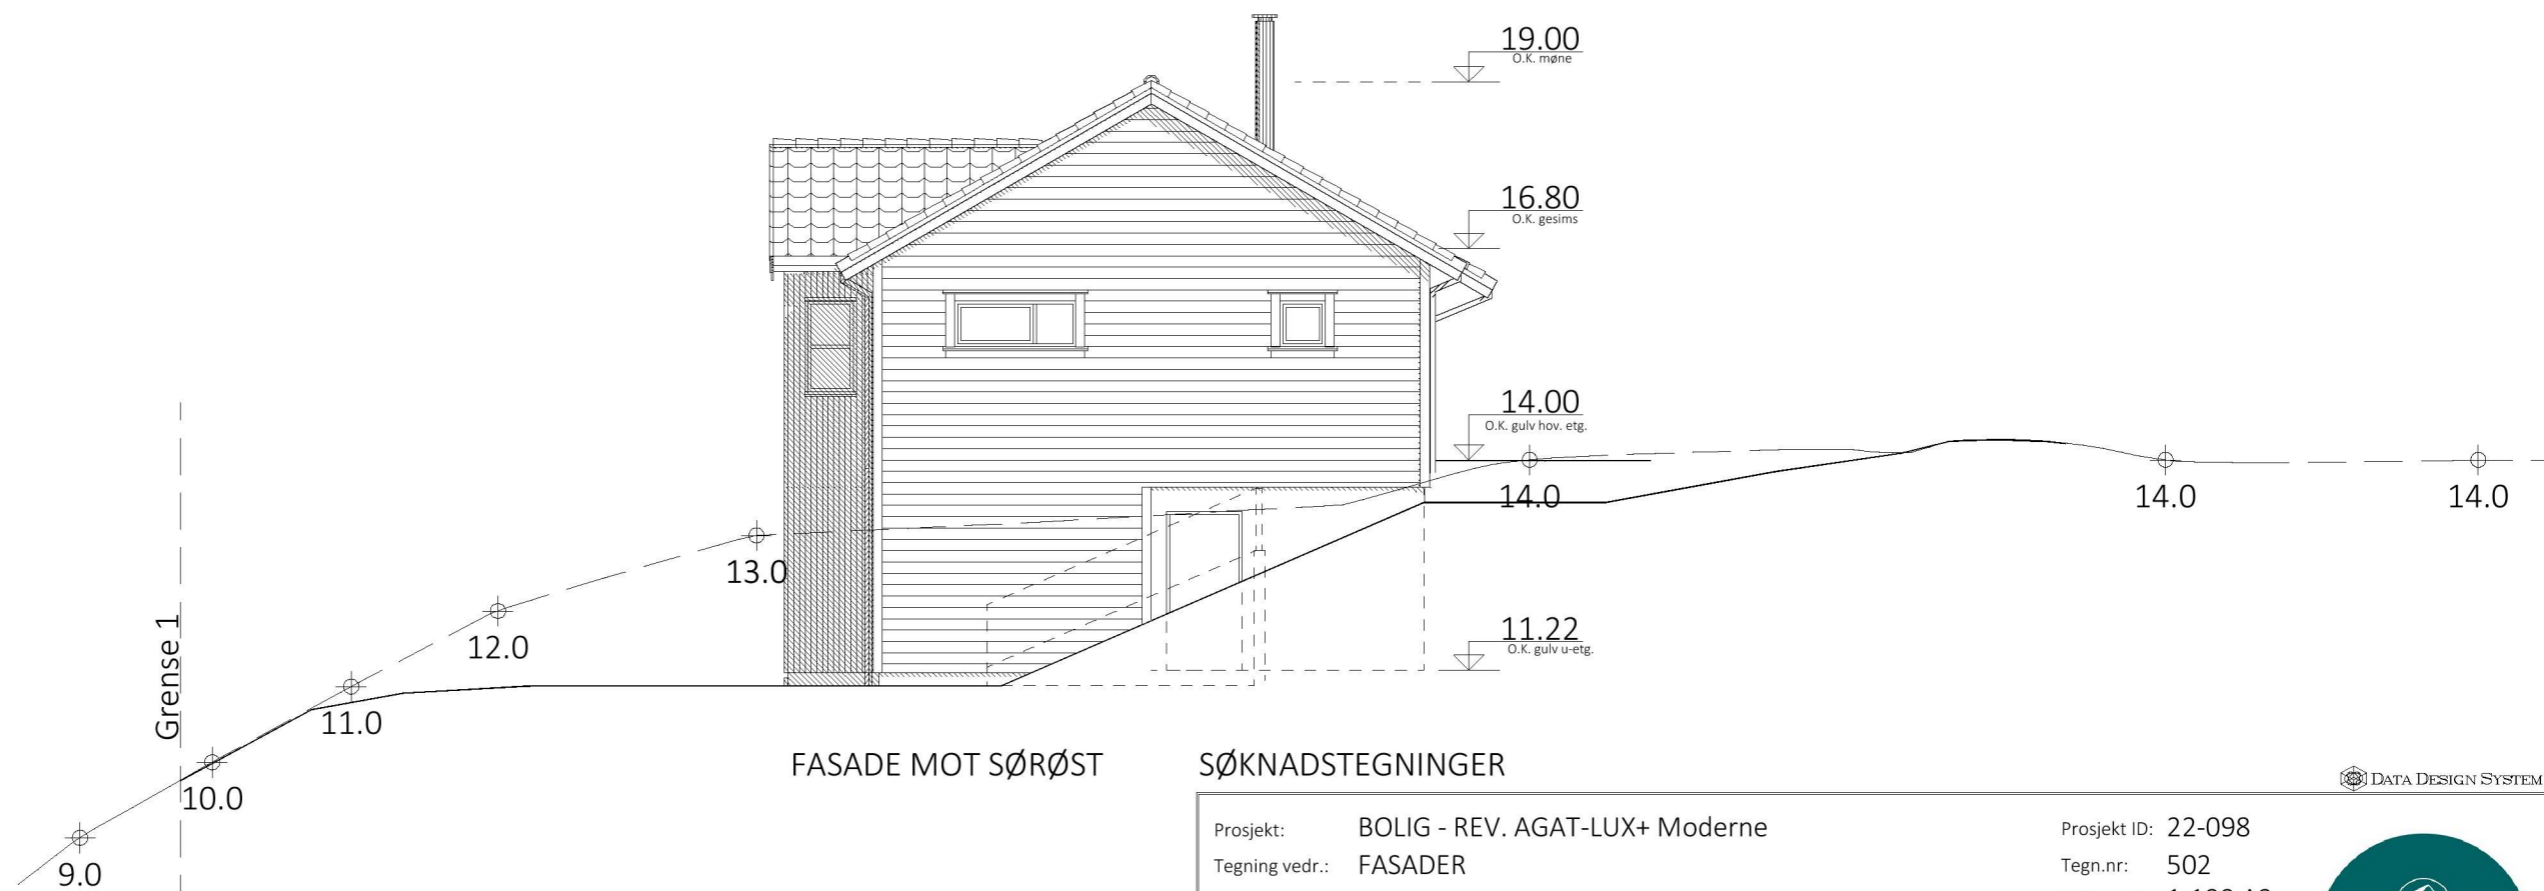 19.00
O.K. møne
16.80
O.K. gesims
14.00
O.K. gulv hov. etg.
14.0
14.0
14.0
13.0
12.0
11.22
O.K. gulv u-etg.
11.0
Grense 1
10.0
9.0
FASADE MOT SØRØST
SØKNADSTEGNINGER
DATA DESIGN SYSTEM
Prosjekt: BOLIG - REV. AGAT-LUX+ Moderne
Prosjekt ID: 22-098
Tegning vedr.: FASADER
Tegn.nr: 502